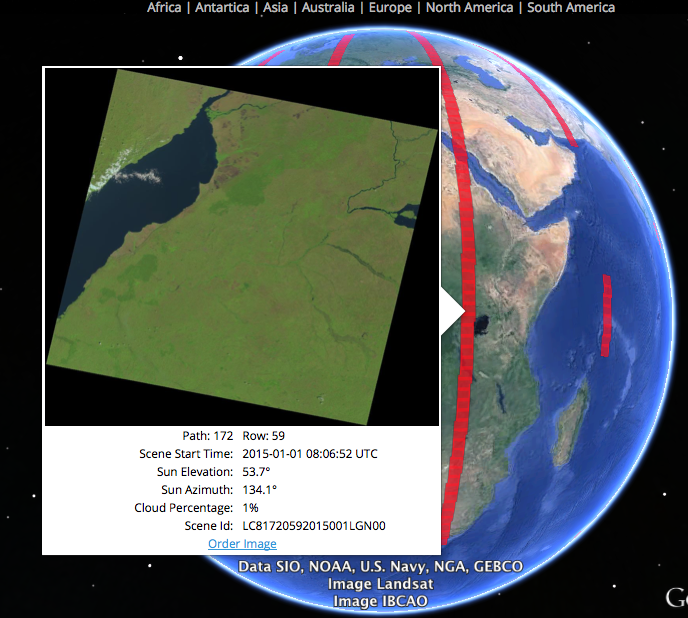 Africa | Antartica | Asia | Australia | Europe | North America | South America
Path: 172 Row: 59
Scene Start Time: 2015-01-01 08:06:52 UTC
Sun Elevation: 53.7°
Sun Azimuth: 134.1°
Cloud Percentage: 1%
Scene Id: LC81720592015001LGN00
Order Image
Data SIO, NOAA, U.S. Navy, NGA, GEBCO
Image Landsat
Image IBCAO